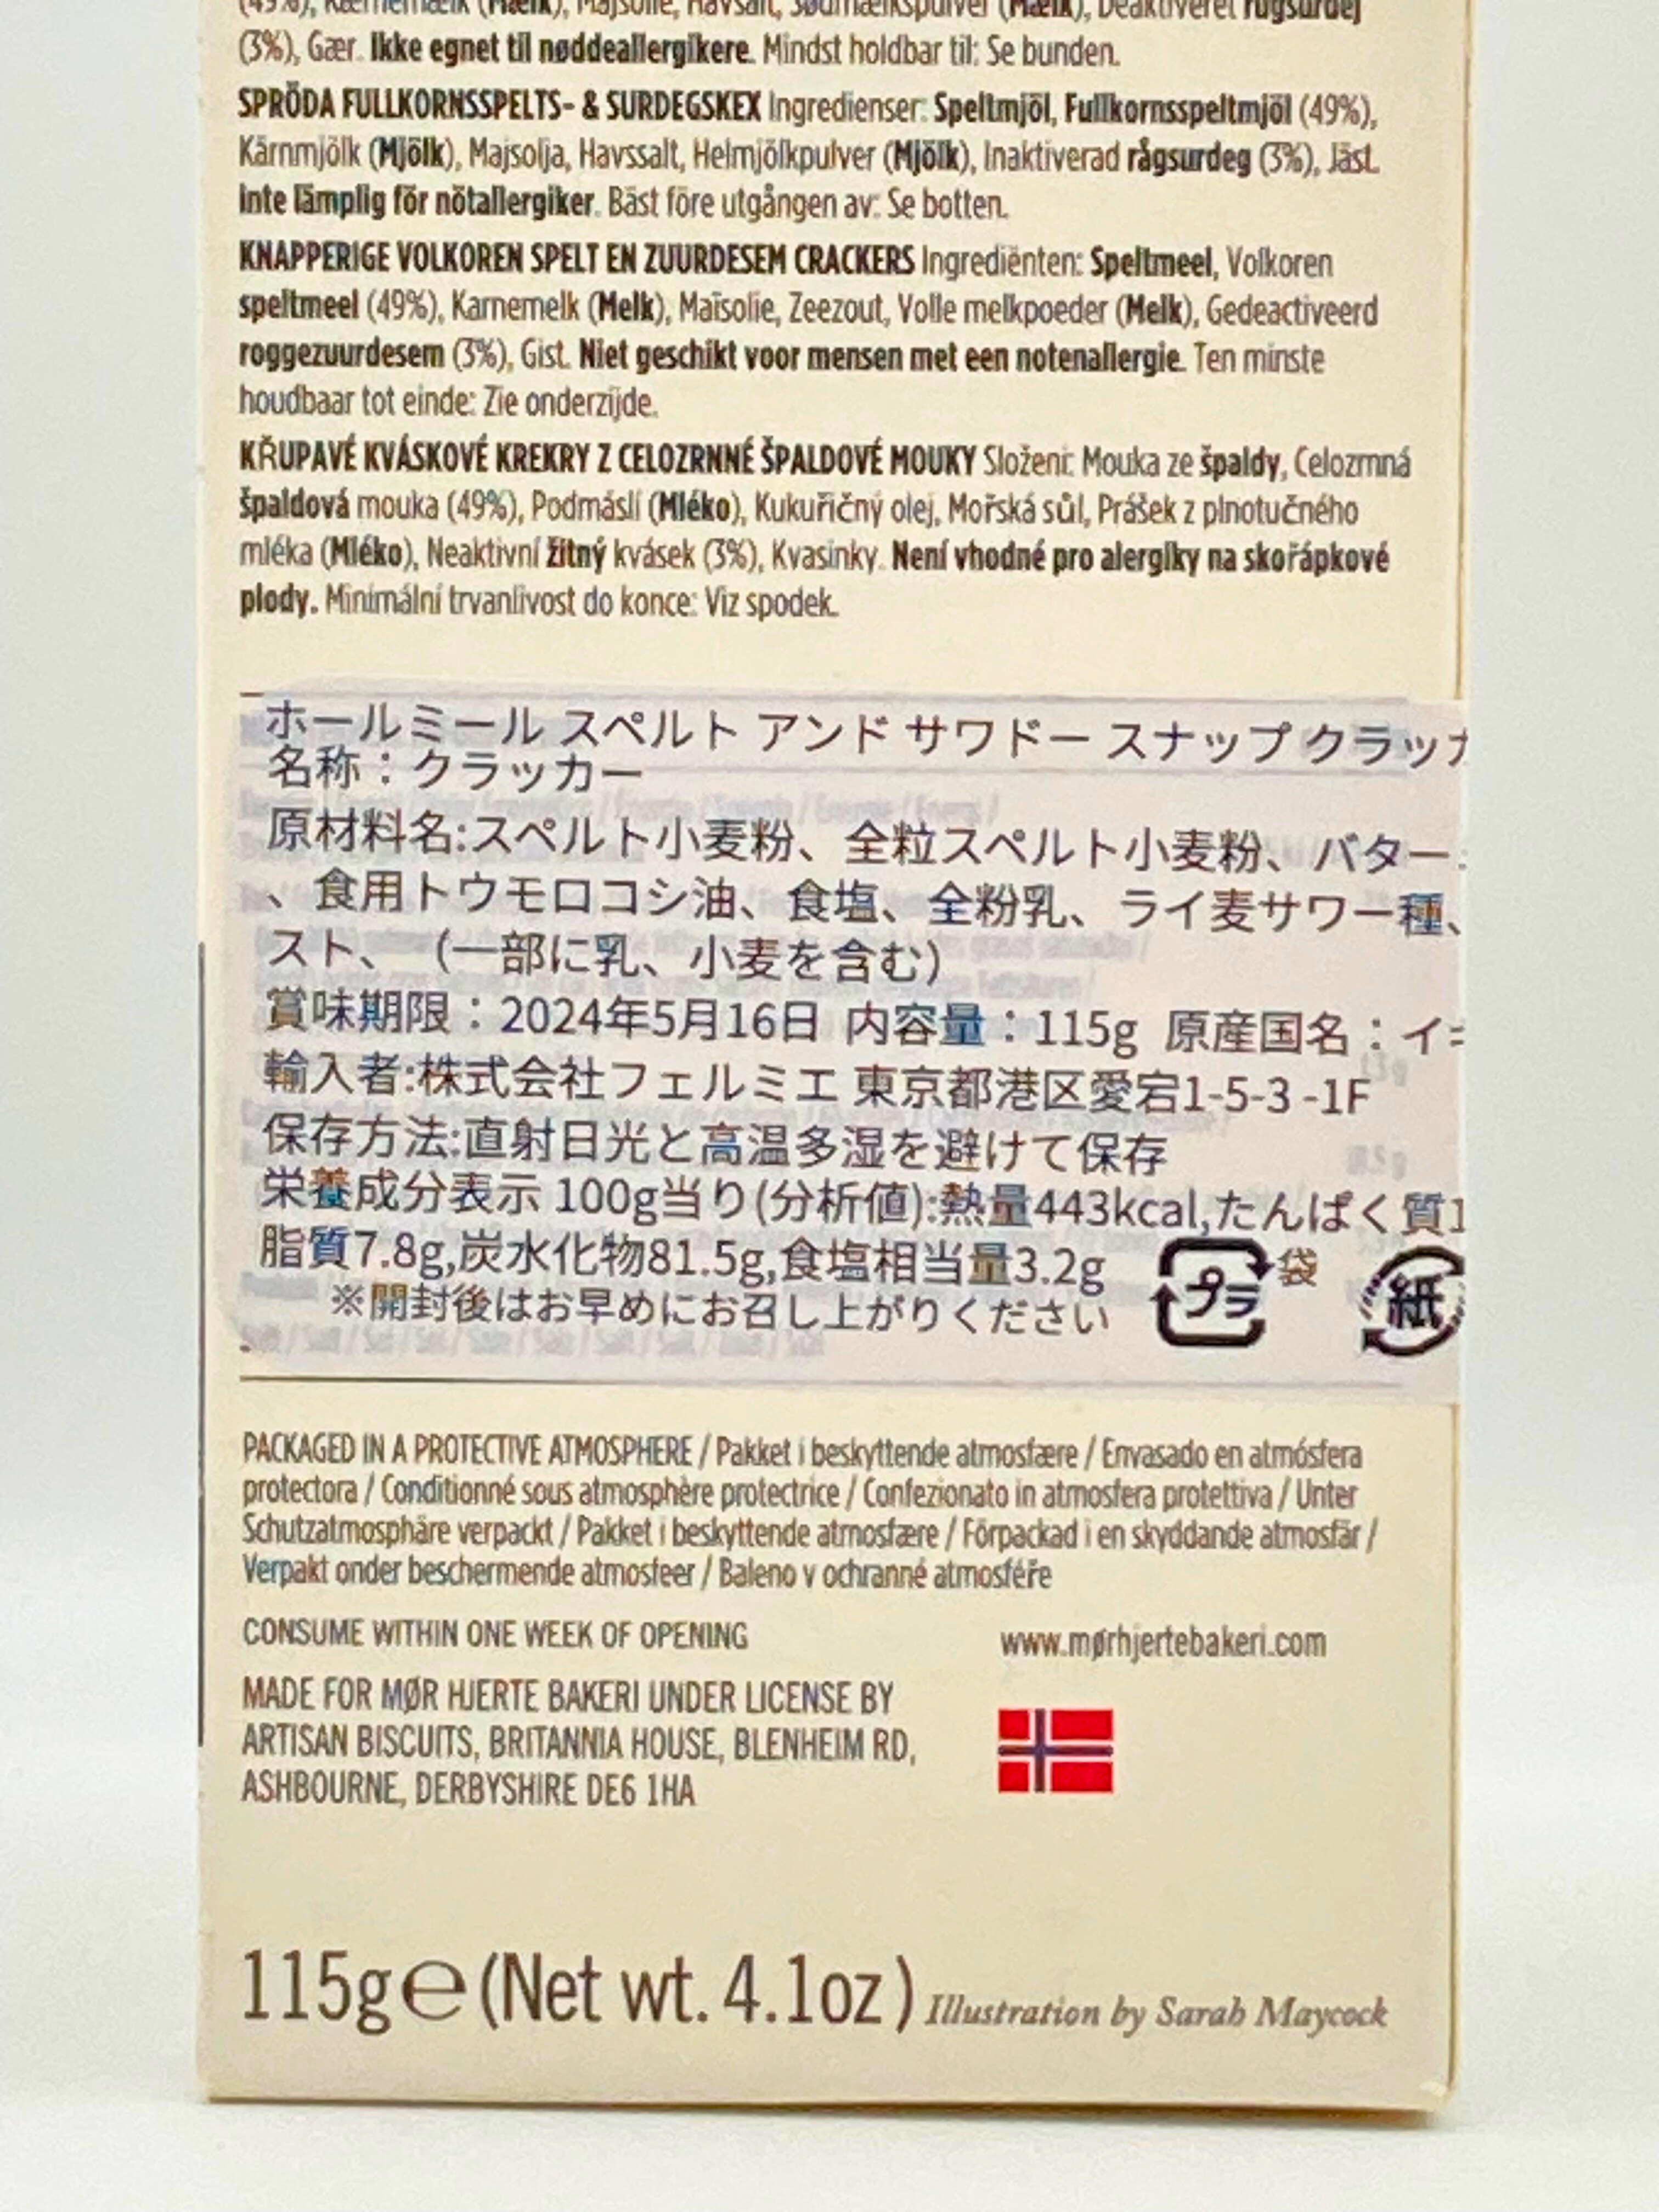 (49%), Kærnemælk (Mælk), Majsolie, Havsalt, Sødmælkspulver (Mælk), Deaktiveret rugsurdej
(3%), Gær. Ikke egnet til nøddeallergikere. Mindst holdbar til: Se bunden.
SPRÖDA FULLKORNSSPELTS- & SURDEGSKEX Ingredienser: Speltmjöl, Fullkornsspeltmjöl (49%),
Kärnmjölk (Mjölk), Majsolja, Havssalt, Helmjölkpulver (Mjölk), Inaktiverad rågsurdeg (3%), Jäst.
Inte lämplig för nötallergiker. Bäst före utgången av: Se botten.
KNAPPERIGE VOLKOREN SPELT EN ZUURDESEM CRACKERS Ingrediënten: Speltmeel, Volkoren
speltmeel (49%), Karnemelk (Melk), Maïsolie, Zeezout, Volle melkpoeder (Melk), Gedeactiveerd
roggezuurdesem (3%), Gist. Niet geschikt voor mensen met een notenallergie. Ten minste
houdbaar tot einde: Zie onderzijde.
KŘUPAVÉ KVÁSKOVÉ KREKRY Z CELOZRNNÉ ŠPALDOVÉ MOUKY Složení: Mouka ze špaldy, Celozrnná
špaldová mouka (49%), Podmáslí (Mléko), Kukuřičný olej, Mořská sůl, Prášek z plnotučného
mléka (Mléko), Neaktivní žitný kvásek (3%), Kvasinky. Není vhodné pro alergiky na skořápkové
plody. Minimální trvanlivost do konce: Viz spodek.
ホールミール スペルト アンド サワドー スナップ クラッカ
名称：クラッカー
原材料名:スペルト小麦粉、全粒スペルト小麦粉、バター
、食用トウモロコシ油、食塩、全粉乳、ライ麦サワー種、
スト、（一部に乳、小麦を含む）
賞味期限：2024年5月16日 内容量：115g 原産国名：イ
輸入者:株式会社フェルミエ 東京都港区愛宕1-5-3 -1F
保存方法:直射日光と高温多湿を避けて保存
栄養成分表示 100g当り(分析値):熱量443kcal,たんぱく質1
脂質7.8g,炭水化物81.5g,食塩相当量3.2g プラ 袋 紙
※開封後はお早めにお召し上がりください
PACKAGED IN A PROTECTIVE ATMOSPHERE / Pakket i beskyttende atmosfære / Envasado en atmósfera
protectora / Conditionné sous atmosphère protectrice / Confezionato in atmosfera protettiva / Unter
Schutzatmosphäre verpackt / Pakket i beskyttende atmosfære / Förpackad i en skyddande atmosfär /
Verpakt onder beschermende atmosfeer / Baleno v ochranné atmosféře
CONSUME WITHIN ONE WEEK OF OPENING
www.mørhjertebakeri.com
MADE FOR MØR HJERTE BAKERI UNDER LICENSE BY
ARTISAN BISCUITS, BRITANNIA HOUSE, BLENHEIM RD,
ASHBOURNE, DERBYSHIRE DE6 1HA
115g℮ (Net wt. 4.1oz) Illustration by Sarah Maycock